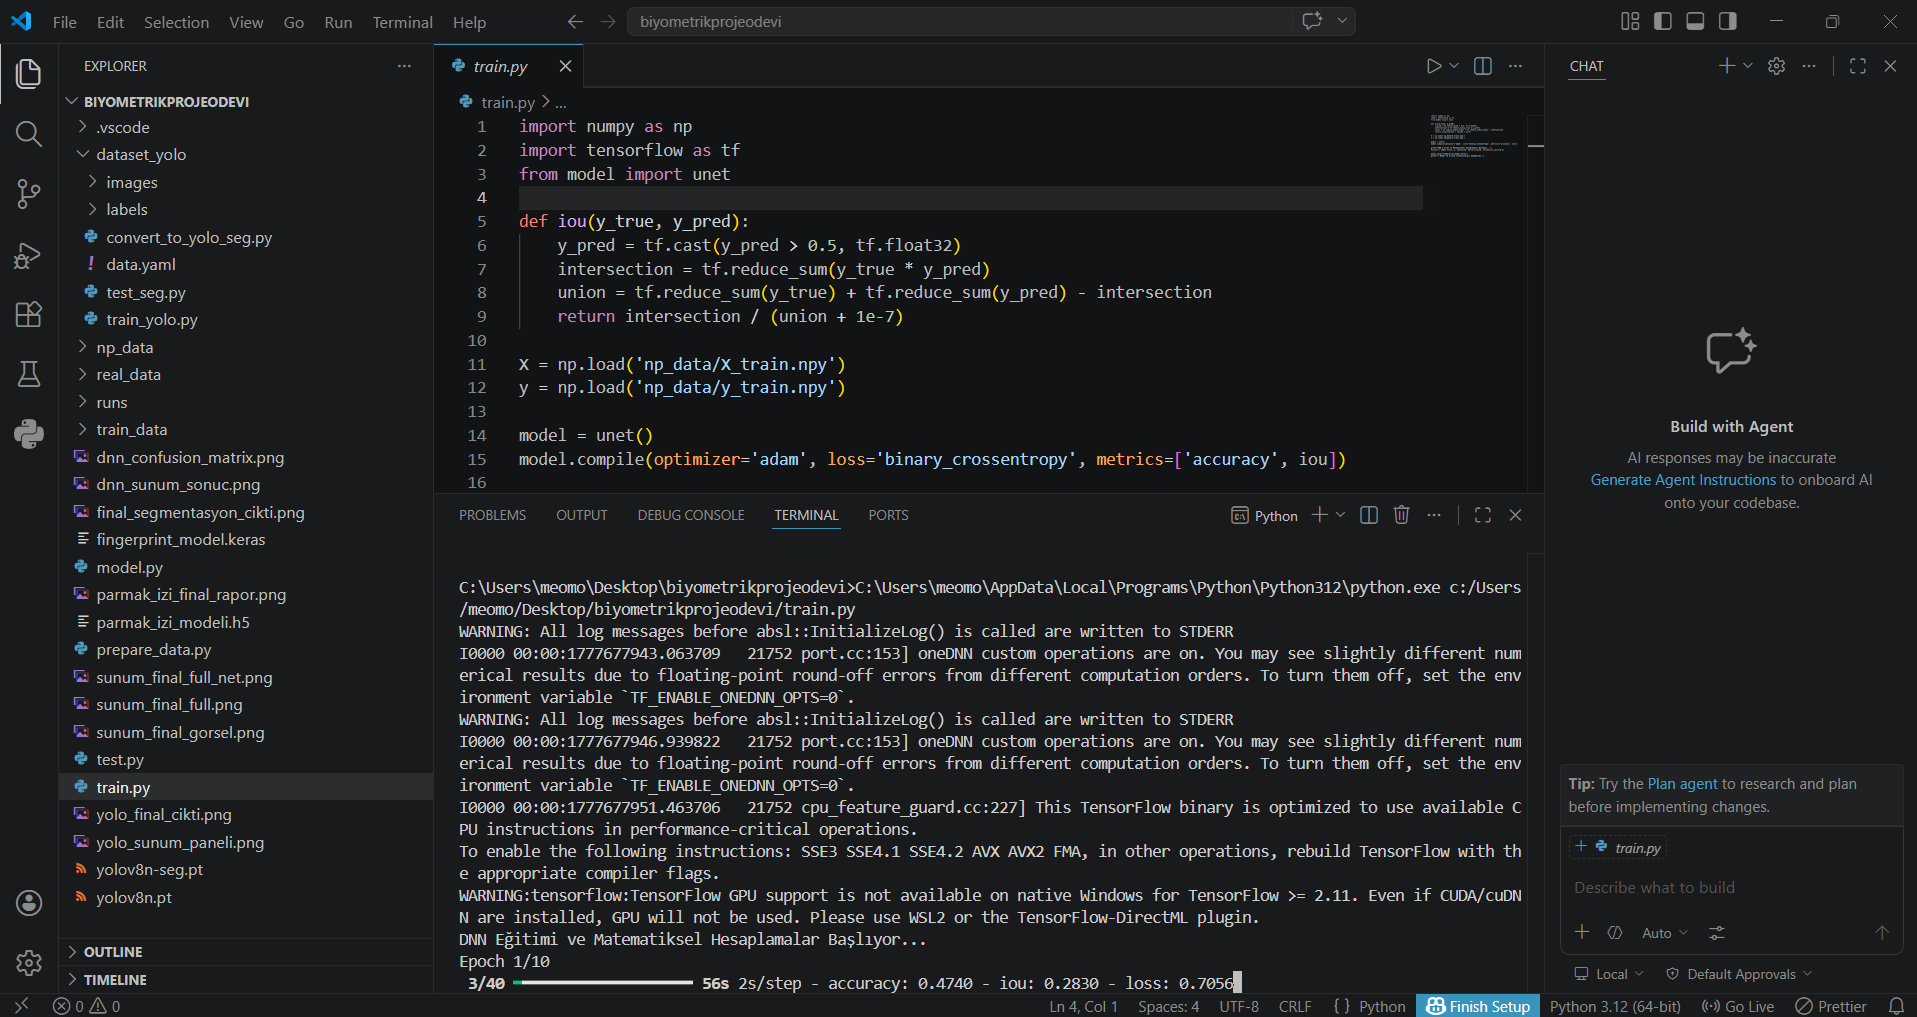 File Edit Selection View Go Run Terminal Help
biyometrikprojeodevi
EXPLORER
BIYOMETRIKPROJEODEVI
.vscode
dataset_yolo
images
labels
convert_to_yolo_seg.py
! data.yaml
test_seg.py
train_yolo.py
np_data
real_data
runs
train_data
dnn_confusion_matrix.png
dnn_sunum_sonuc.png
final_segmentasyon_cikti.png
fingerprint_model.keras
model.py
parmak_izi_final_rapor.png
parmak_izi_modeli.h5
prepare_data.py
sunum_final_full_net.png
sunum_final_full.png
sunum_final_gorsel.png
test.py
train.py
yolo_final_cikti.png
yolo_sunum_paneli.png
yolov8n-seg.pt
yolov8n.pt
OUTLINE
TIMELINE
train.py
train.py > ...
1 import numpy as np
2 import tensorflow as tf
3 from model import unet
4
5 def iou(y_true, y_pred):
6 y_pred = tf.cast(y_pred > 0.5, tf.float32)
7 intersection = tf.reduce_sum(y_true * y_pred)
8 union = tf.reduce_sum(y_true) + tf.reduce_sum(y_pred) - intersection
9 return intersection / (union + 1e-7)
10
11 X = np.load('np_data/X_train.npy')
12 y = np.load('np_data/y_train.npy')
13
14 model = unet()
15 model.compile(optimizer='adam', loss='binary_crossentropy', metrics=['accuracy', iou])
16
PROBLEMS OUTPUT DEBUG CONSOLE TERMINAL PORTS
Python
C:\Users\meomo\Desktop\biyometrikprojeodevi>C:\Users\meomo\AppData\Local\Programs\Python\Python312\python.exe c:/Users
/meomo/Desktop/biyometrikprojeodevi/train.py
WARNING: All log messages before absl::InitializeLog() is called are written to STDERR
I0000 00:00:1777677943.063709 21752 port.cc:153] oneDNN custom operations are on. You may see slightly different num
erical results due to floating-point round-off errors from different computation orders. To turn them off, set the env
ironment variable `TF_ENABLE_ONEDNN_OPTS=0`.
WARNING: All log messages before absl::InitializeLog() is called are written to STDERR
I0000 00:00:1777677946.939822 21752 port.cc:153] oneDNN custom operations are on. You may see slightly different num
erical results due to floating-point round-off errors from different computation orders. To turn them off, set the env
ironment variable `TF_ENABLE_ONEDNN_OPTS=0`.
I0000 00:00:1777677951.463706 21752 cpu_feature_guard.cc:227] This TensorFlow binary is optimized to use available C
PU instructions in performance-critical operations.
To enable the following instructions: SSE3 SSE4.1 SSE4.2 AVX AVX2 FMA, in other operations, rebuild TensorFlow with th
e appropriate compiler flags.
WARNING:tensorflow:TensorFlow GPU support is not available on native Windows for TensorFlow >= 2.11. Even if CUDA/cuDN
N are installed, GPU will not be used. Please use WSL2 or the TensorFlow-DirectML plugin.
DNN Eğitimi ve Matematiksel Hesaplamalar Başlıyor...
Epoch 1/10
3/40 56s 2s/step - accuracy: 0.4740 - iou: 0.2830 - loss: 0.7056
CHAT
Build with Agent
AI responses may be inaccurate
Generate Agent Instructions to onboard AI
onto your codebase.
Tip: Try the Plan agent to research and plan
before implementing changes.
train.py
Describe what to build
Auto
Local Default Approvals
0 0
Ln 4, Col 1 Spaces: 4 UTF-8 CRLF { } Python Finish Setup Python 3.12 (64-bit) Go Live Prettier